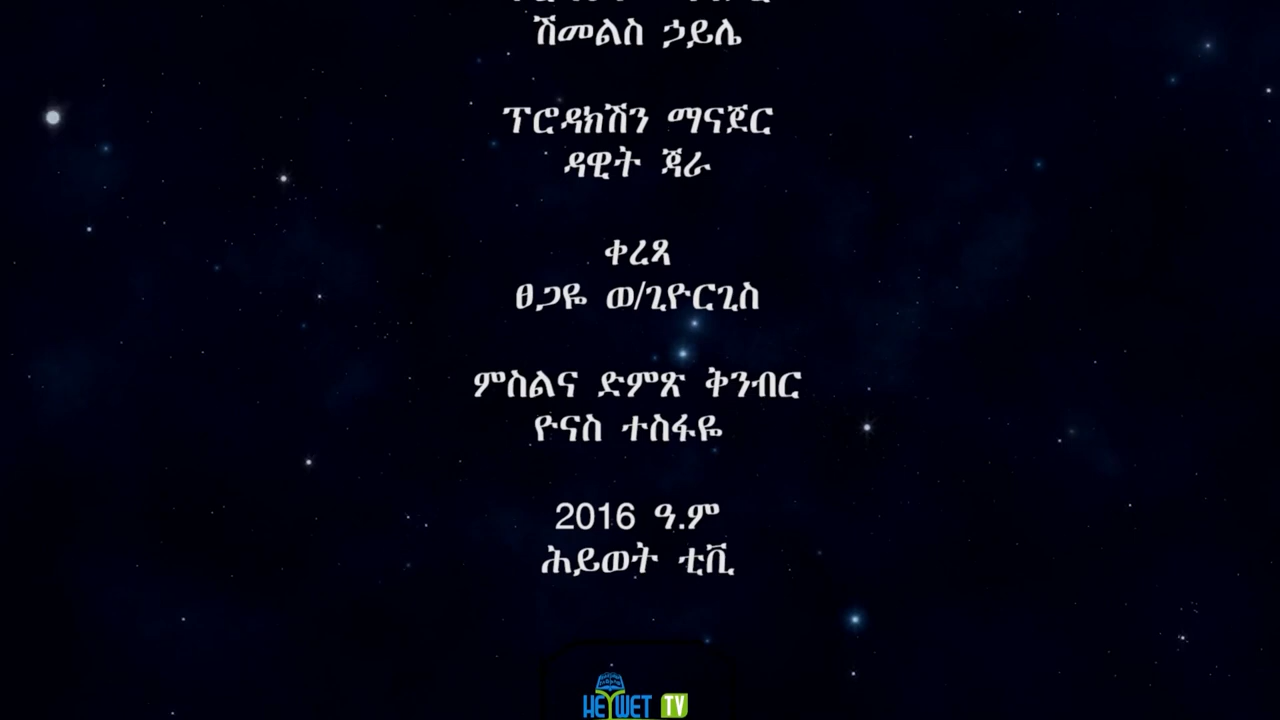 ሽመልስ ኃይሌ
ፕሮዳክሽን ማናጀር
ዳዊት ጃራ
ቀረጻ
ፀጋዬ ወ/ጊዮርጊስ
ምስልና ድምጽ ቅንብር
ዮናስ ተስፋዬ
2016 ዓ.ም
ሕይወት ቲቪ
HEYWET TV